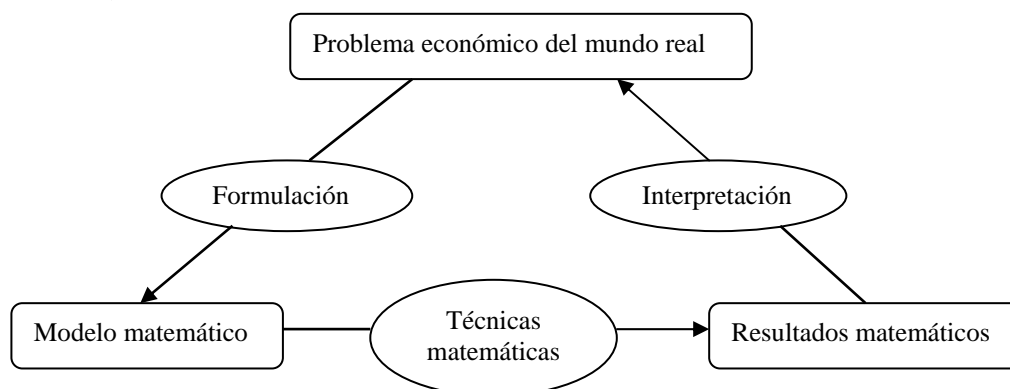 Problema económico del mundo real
Formulación
Interpretación
Modelo matemático
Técnicas
matemáticas
Resultados matemáticos